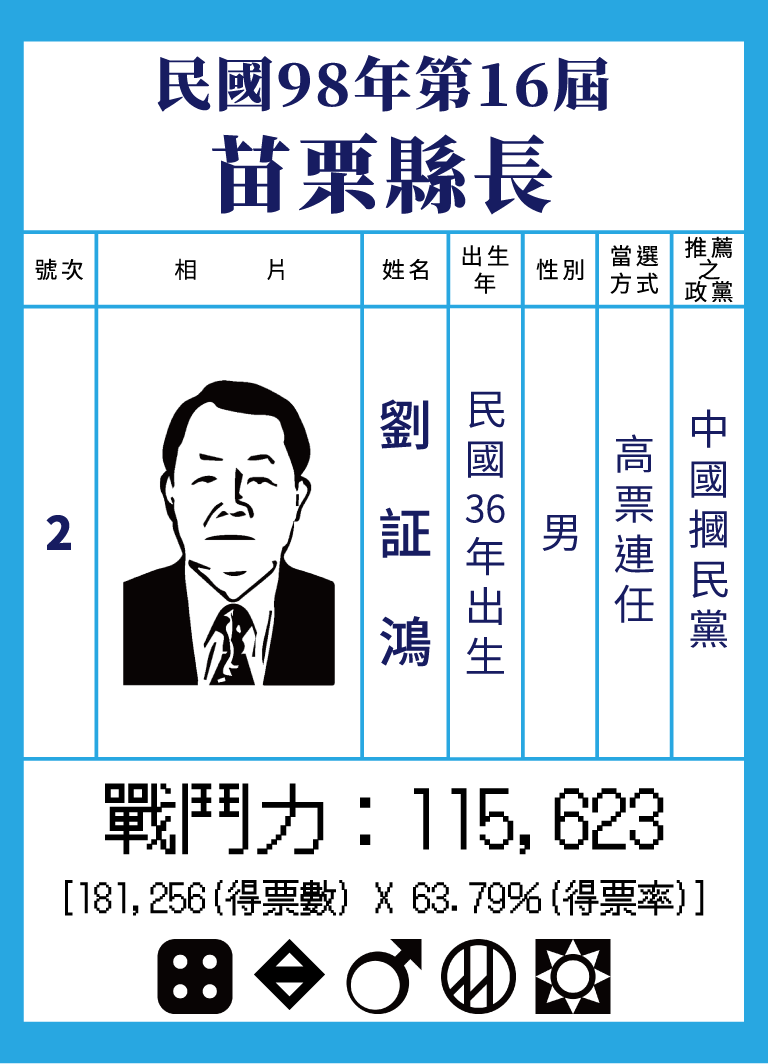 民國98年第16屆
苗栗縣長
號次
相 片
姓名
出生
年
性別
當選
方式
推薦
之
政黨
2
劉証鴻
民國36年出生
男
高票連任
中國摑民黨
戰鬥力：115,623
[181,256(得票數) X 63.79%(得票率)]